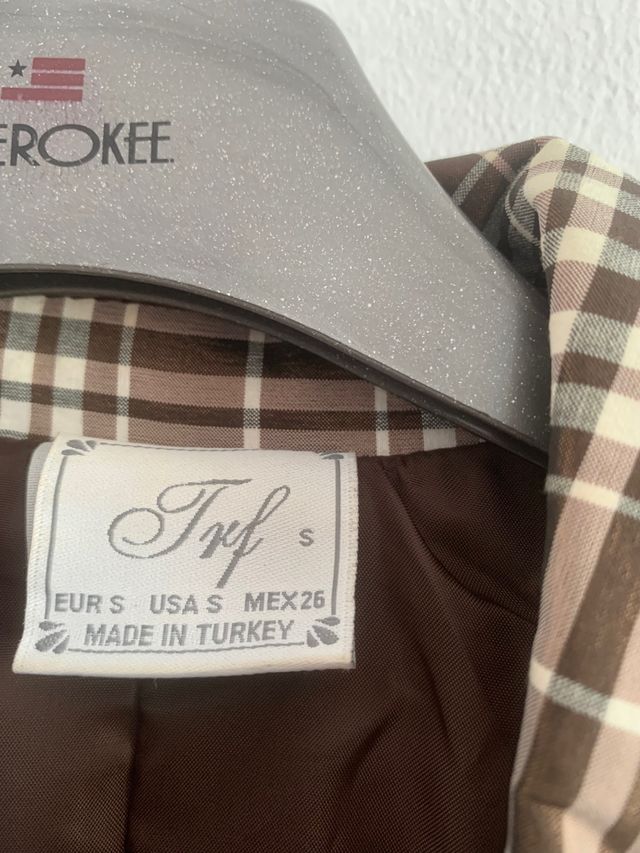 EROKEE
Trf S
EUR S USA S MEX 26
MADE IN TURKEY